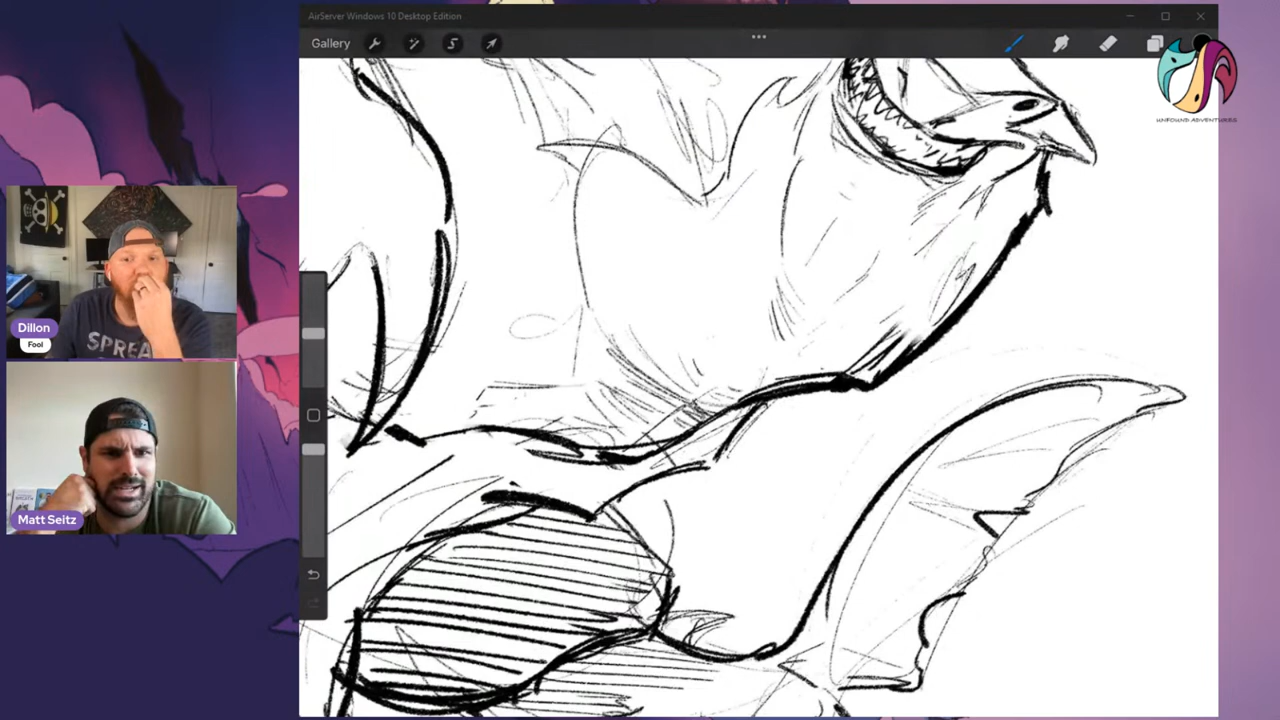 AirServer Windows 10 Desktop Edition
Gallery
UNFOUND ADVENTURES
Dillon
Fool
SPREA
Matt Seitz